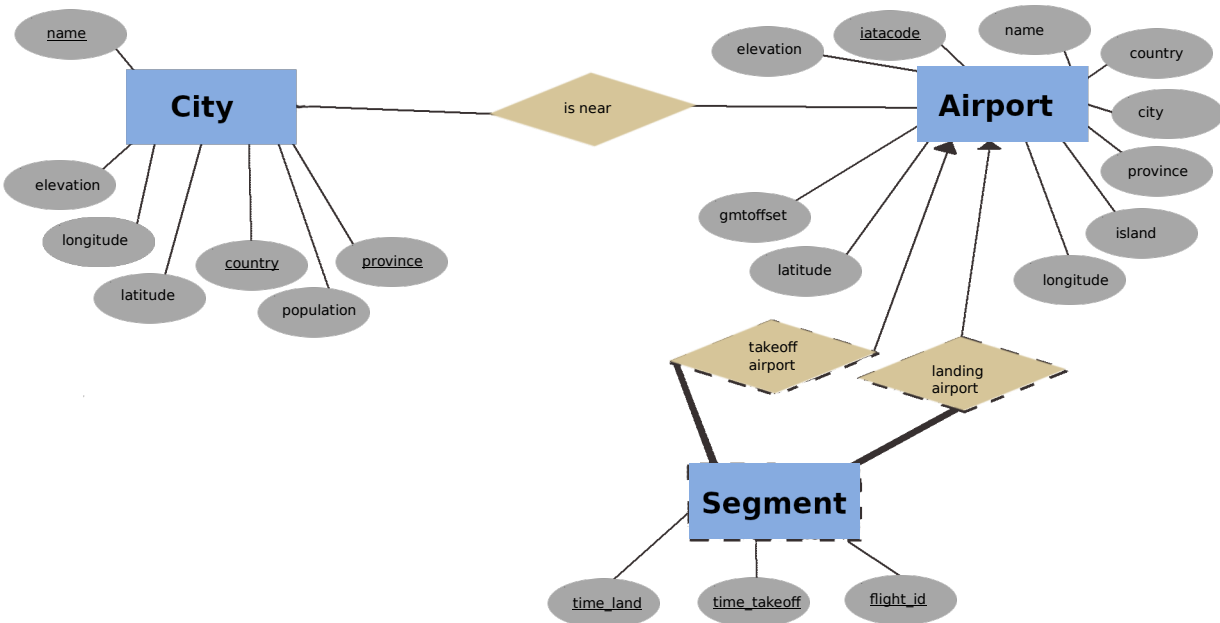 name
City
elevation
longitude
latitude
country
population
province
is near
elevation
iatacode
name
country
Airport
city
province
island
longitude
latitude
gmtoffset
takeoff
airport
landing
airport
Segment
time_land
time_takeoff
flight_id